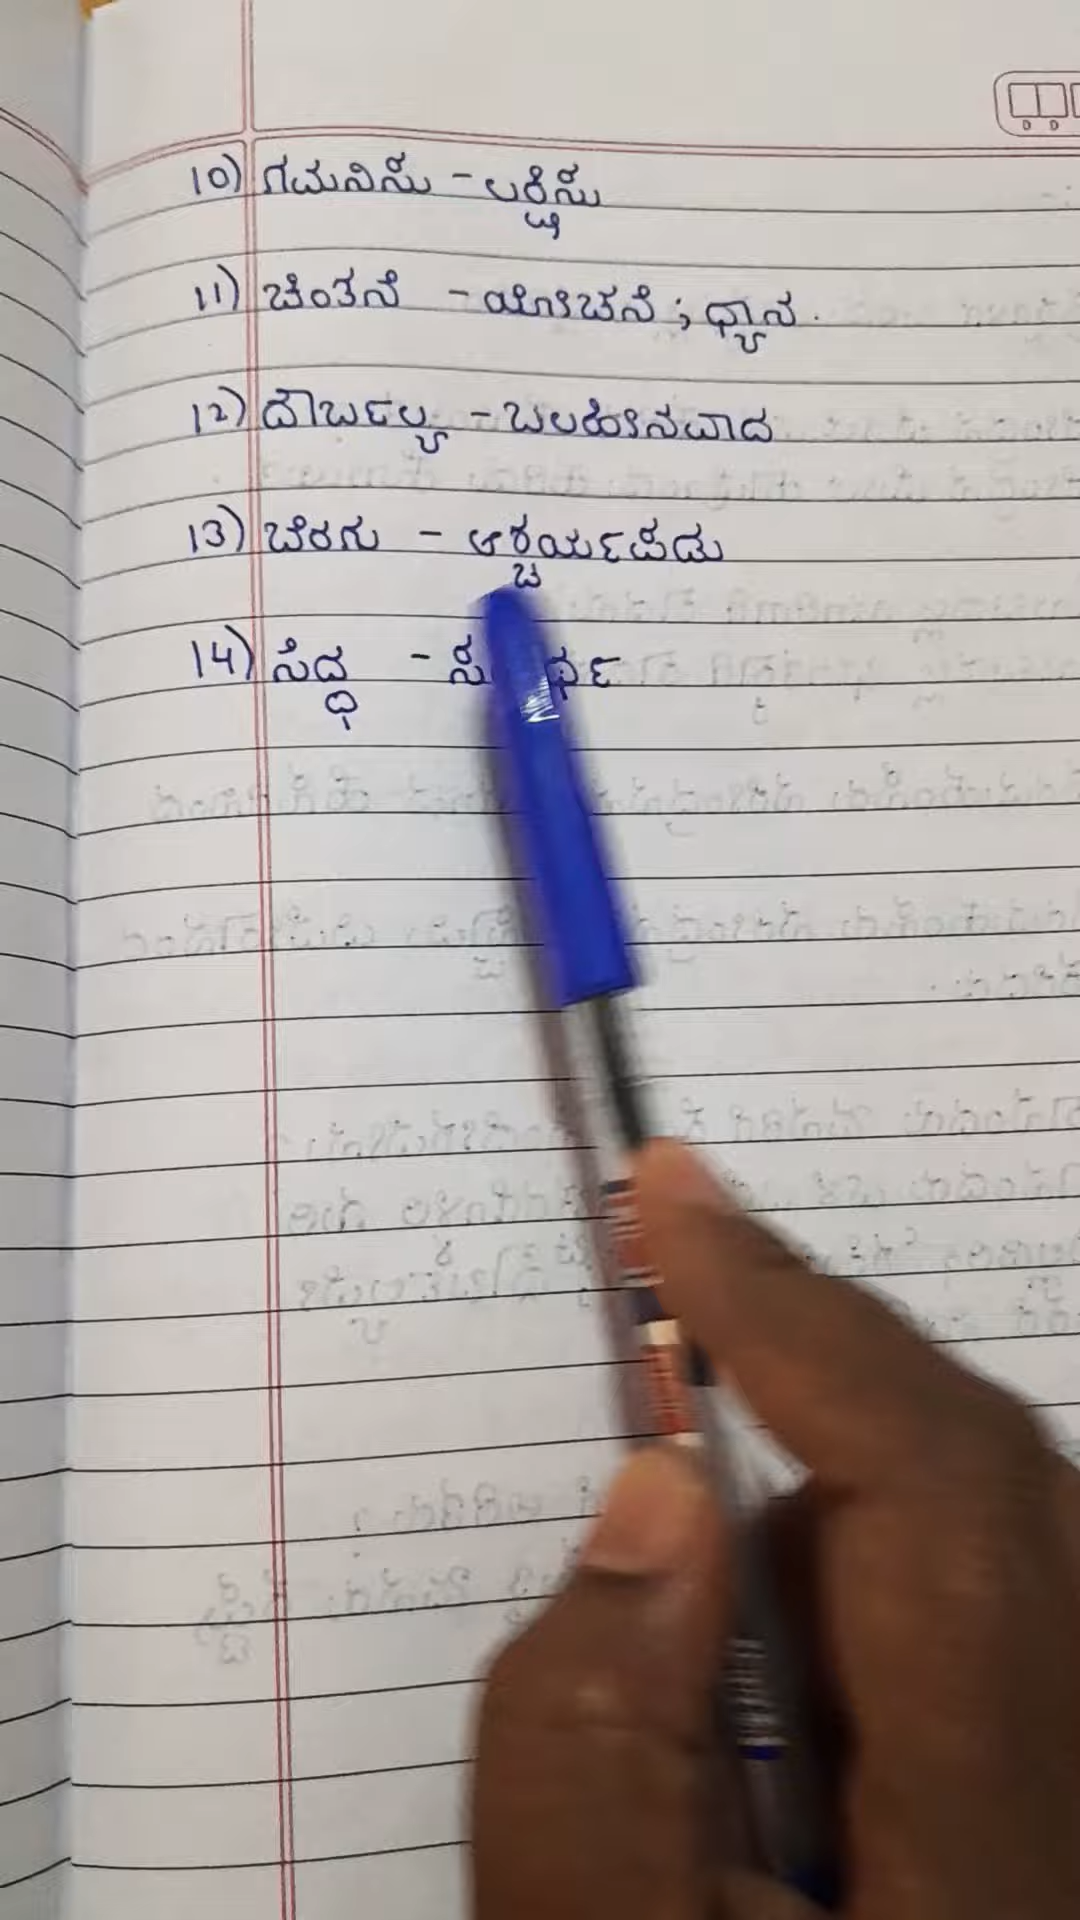 10) ಗಮನಿಸು - ಲಕ್ಷಿಸು
11) ಚಿಂತನೆ - ಯೋಚನೆ ; ಧ್ಯಾನ .
12) ದೌರ್ಬಲ್ಯ - ಬಲಹೀನವಾದ
13) ಬೆರಗು - ಆಶ್ಚರ್ಯಪಡು
14) ಸಿದ್ಧ -